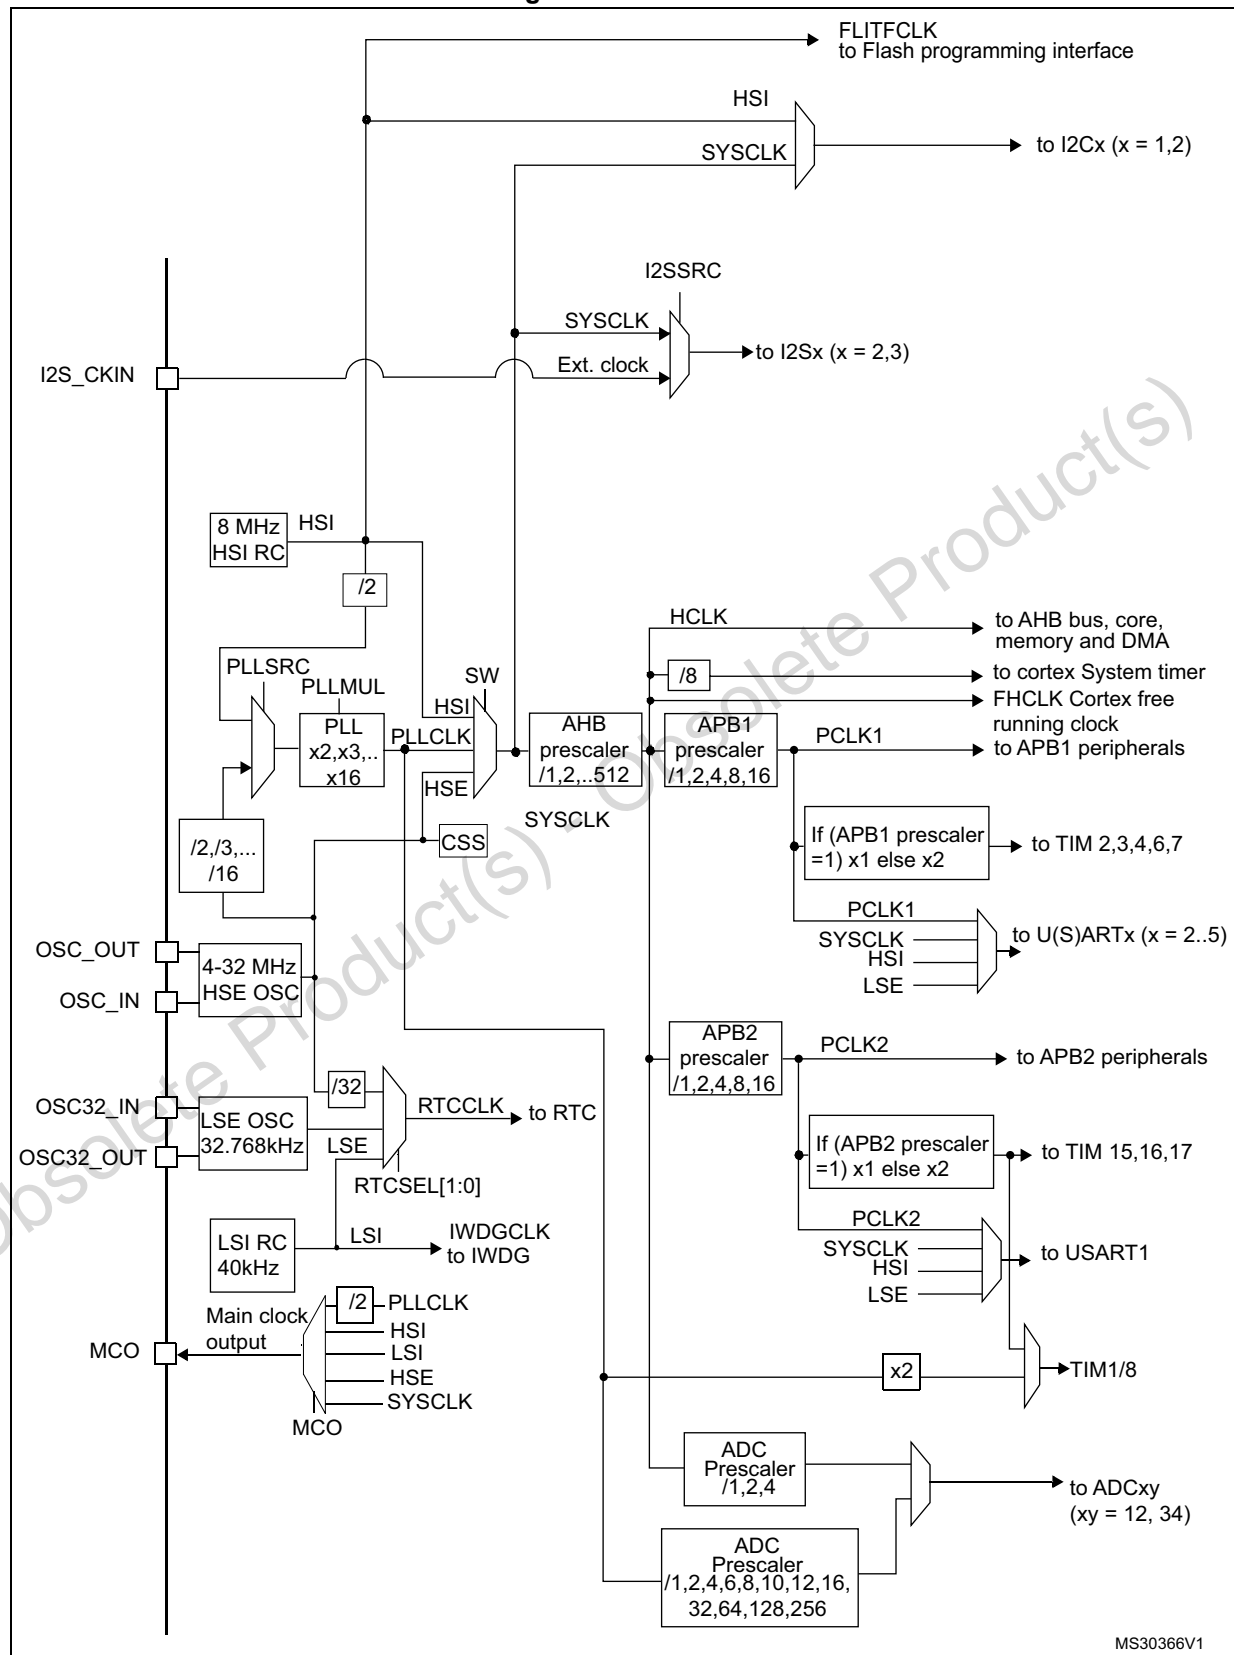 FLITFCLK
to Flash programming interface
HSI
SYSCLK
to I2Cx (x = 1,2)
I2SSRC
SYSCLK
to I2Sx (x = 2,3)
Ext. clock
I2S_CKIN
8 MHz
HSI RC
HSI
/2
HCLK
to AHB bus, core,
memory and DMA
/8
to cortex System timer
FHCLK Cortex free
running clock
PLLSRC
PLLMUL
PLL
x2,x3,..
x16
SW
HSI
PLLCLK
HSE
AHB
prescaler
/1,2,..512
APB1
prescaler
/1,2,4,8,16
PCLK1
to APB1 peripherals
SYSCLK
CSS
/2,/3,...
/16
If (APB1 prescaler
=1) x1 else x2
to TIM 2,3,4,6,7
PCLK1
SYSCLK
HSI
LSE
to U(S)ARTx (x = 2..5)
OSC_OUT
OSC_IN
4-32 MHz
HSE OSC
APB2
prescaler
/1,2,4,8,16
PCLK2
to APB2 peripherals
/32
OSC32_IN
OSC32_OUT
LSE OSC
32.768kHz
LSE
RTCCLK
to RTC
RTCSEL[1:0]
If (APB2 prescaler
=1) x1 else x2
to TIM 15,16,17
PCLK2
SYSCLK
HSI
LSE
to USART1
LSI RC
40kHz
LSI
IWDGCLK
to IWDG
MCO
Main clock
output
/2
PLLCLK
HSI
LSI
HSE
SYSCLK
MCO
x2
TIM1/8
ADC
Prescaler
/1,2,4
to ADCxy
(xy = 12, 34)
ADC
Prescaler
/1,2,4,6,8,10,12,16,
32,64,128,256
MS30366V1
Obsolete Product(s) - Obsolete Product(s)